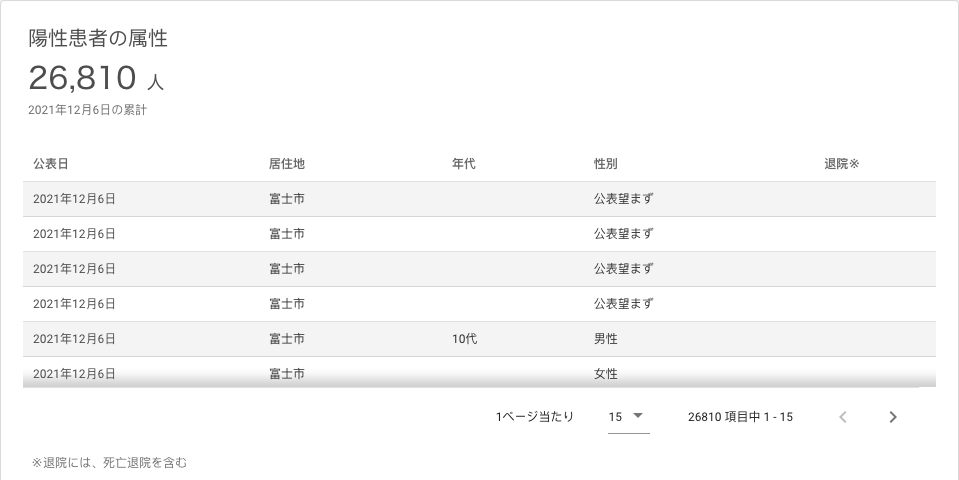 陽性患者の属性
26,810 人
2021年12月6日の累計
公表日 居住地 年代 性別 退院※
2021年12月6日 富士市 公表望まず
2021年12月6日 富士市 公表望まず
2021年12月6日 富士市 公表望まず
2021年12月6日 富士市 公表望まず
2021年12月6日 富士市 10代 男性
2021年12月6日 富士市 女性
1ページ当たり 15 26810 項目中 1 - 15
※退院には、死亡退院を含む